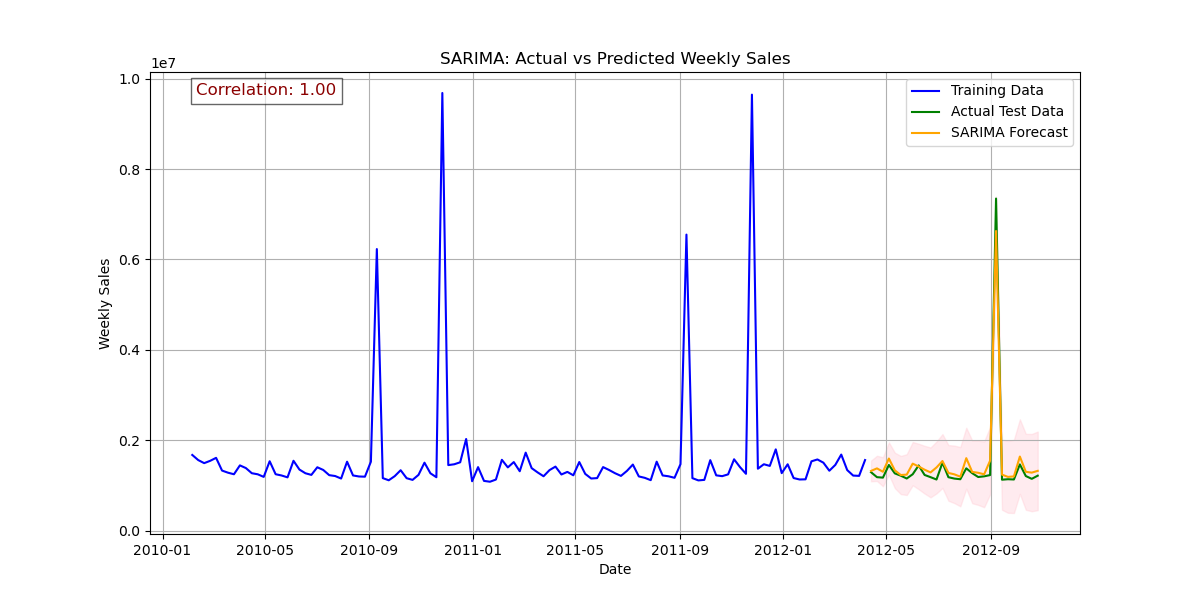 SARIMA: Actual vs Predicted Weekly Sales
1e7
Correlation: 1.00
Training Data
Actual Test Data
SARIMA Forecast
1.0
0.8
0.6
0.4
0.2
0.0
Weekly Sales
2010-01 2010-05 2010-09 2011-01 2011-05 2011-09 2012-01 2012-05 2012-09
Date